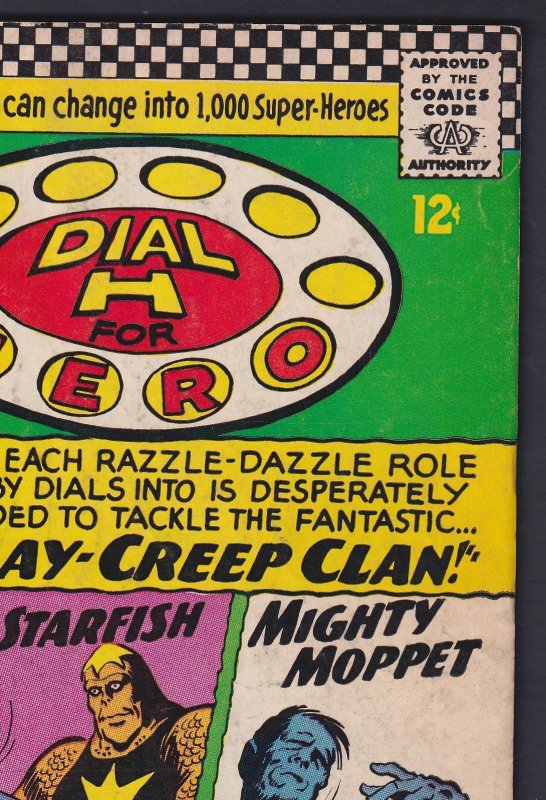 APPROVED
BY THE
COMICS
CODE
AUTHORITY
can change into 1,000 Super-Heroes
12¢
DIAL
H
FOR
ERO
EACH RAZZLE-DAZZLE ROLE
BY DIALS INTO IS DESPERATELY
DED TO TACKLE THE FANTASTIC...
AY-CREEP CLAN!"
STARFISH
MIGHTY
MOPPET